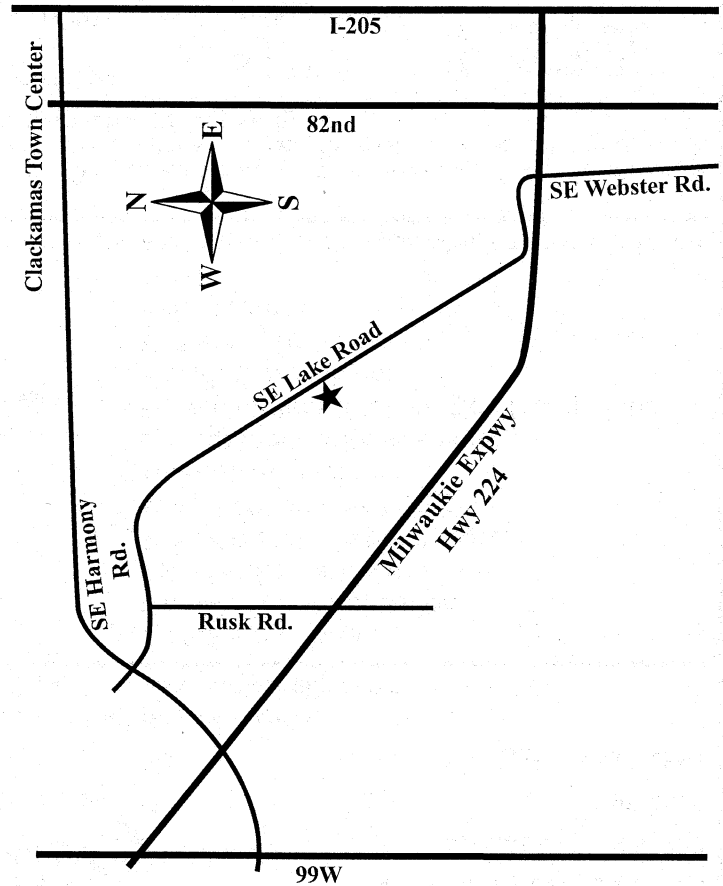 I-205
Clackamas Town Center
82nd
E
N
S
W
SE Webster Rd.
SE Lake Road
Milwaukie Expwy
Hwy 224
SE Harmony
Rd.
Rusk Rd.
99W